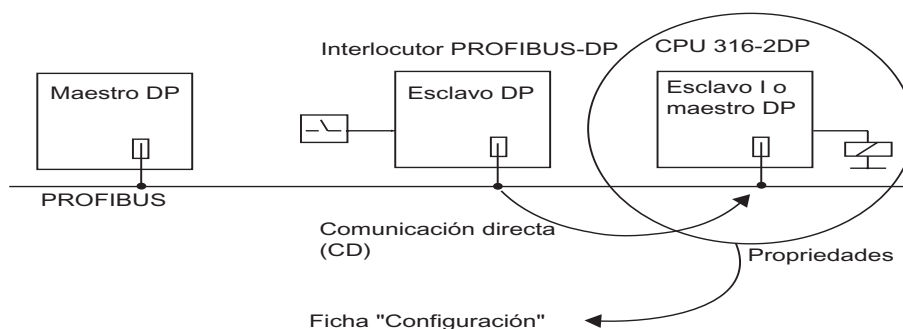 Interlocutor PROFIBUS-DP
CPU 316-2DP
Maestro DP
Esclavo DP
Esclavo I o
maestro DP
PROFIBUS
Comunicación directa
(CD)
Propriedades
Ficha "Configuración"